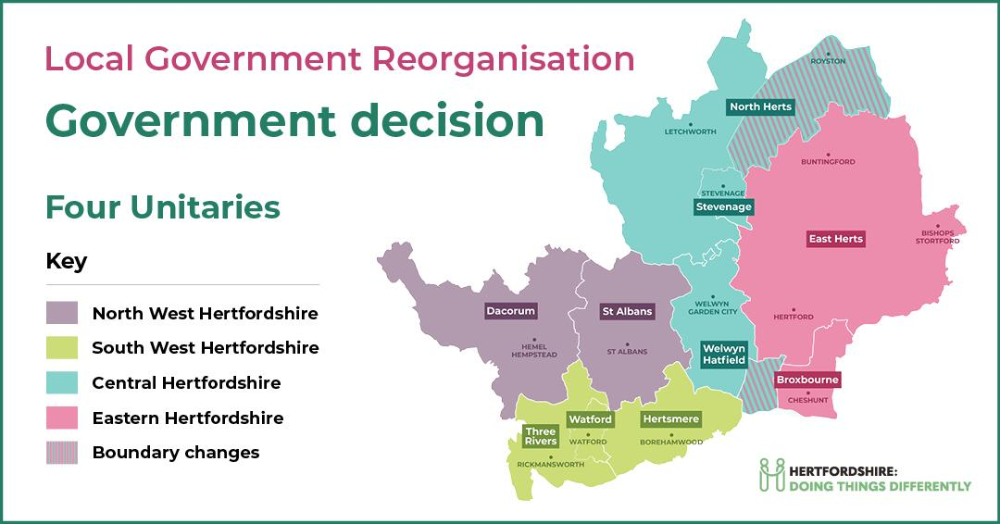 Local Government Reorganisation
Government decision
Four Unitaries
Key
North West Hertfordshire
South West Hertfordshire
Central Hertfordshire
Eastern Hertfordshire
Boundary changes
ROYSTON
North Herts
LETCHWORTH
BUNTINGFORD
STEVENAGE
Stevenage
BISHOPS
STORTFORD
East Herts
Dacorum
St Albans
WELWYN
GARDEN CITY
HERTFORD
HEMEL
HEMPSTEAD
ST ALBANS
Welwyn
Hatfield
Broxbourne
CHESHUNT
Watford
Hertsmere
Three
Rivers
WATFORD
BOREHAMWOOD
RICKMANSWORTH
HERTFORDSHIRE:
DOING THINGS DIFFERENTLY